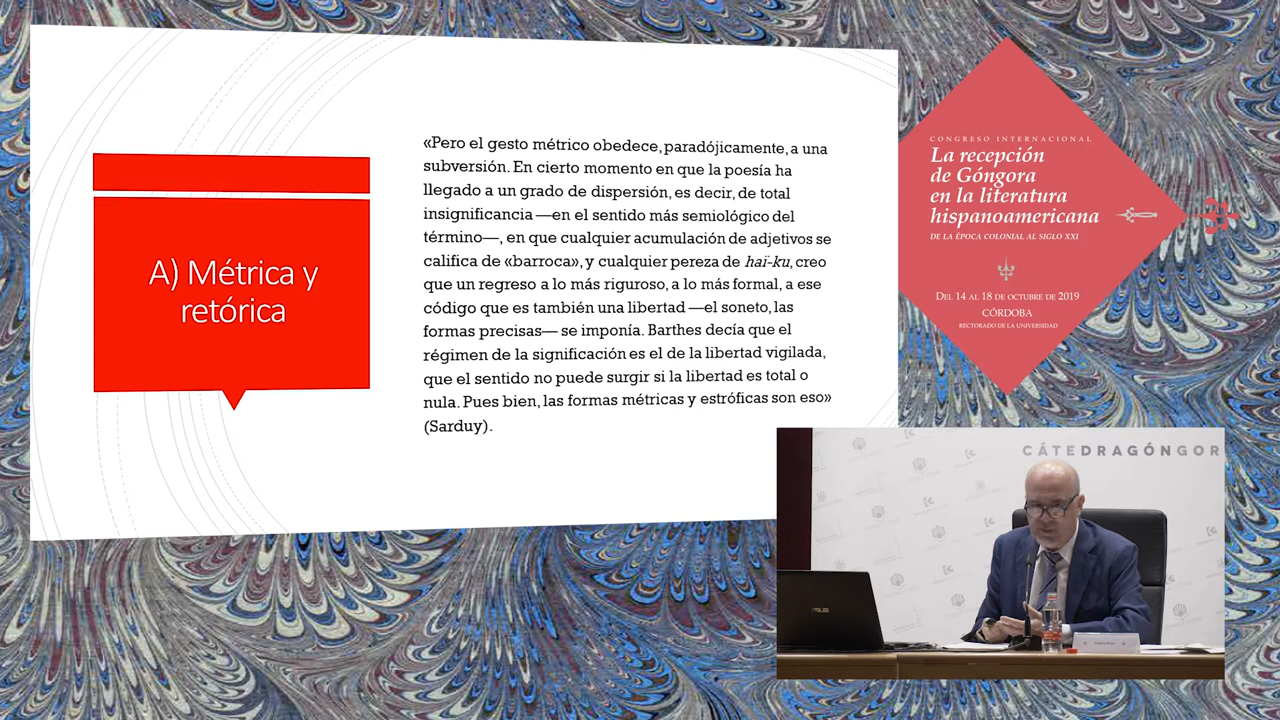 A) Métrica y
retórica
«Pero el gesto métrico obedece, paradójicamente, a una
subversión. En cierto momento en que la poesía ha
llegado a un grado de dispersión, es decir, de total
insignificancia —en el sentido más semiológico del
término—, en que cualquier acumulación de adjetivos se
califica de «barroca», y cualquier pereza de haï-ku, creo
que un regreso a lo más riguroso, a lo más formal, a ese
código que es también una libertad —el soneto, las
formas precisas— se imponía. Barthes decía que el
régimen de la significación es el de la libertad vigilada,
que el sentido no puede surgir si la libertad es total o
nula. Pues bien, las formas métricas y estróficas son eso»
(Sarduy).
CONGRESO INTERNACIONAL
La recepción
de Góngora
en la literatura
hispanoamericana
DE LA ÉPOCA COLONIAL AL SIGLO XXI
DEL 14 AL 18 DE OCTUBRE DE 2019
CÓRDOBA
RECTORADO DE LA UNIVERSIDAD
CÁTEDRAGÓNGOR
ASUS